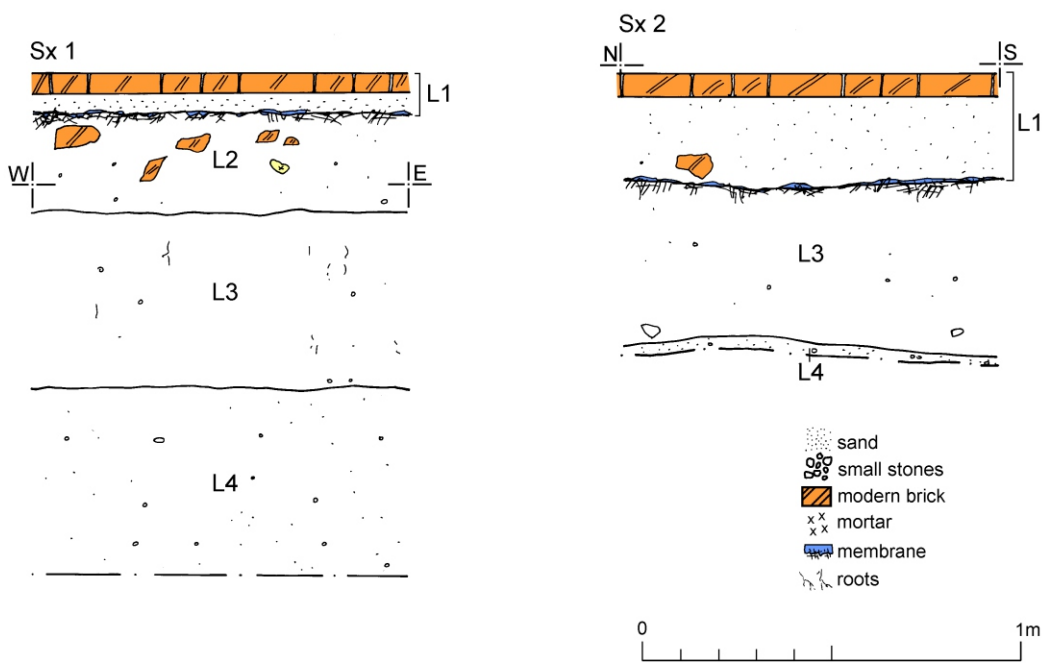 Sx 1
L1
L2
W
E
L3
L4
Sx 2
N
S
L1
L3
L4
sand
small stones
modern brick
mortar
membrane
roots
0
1m